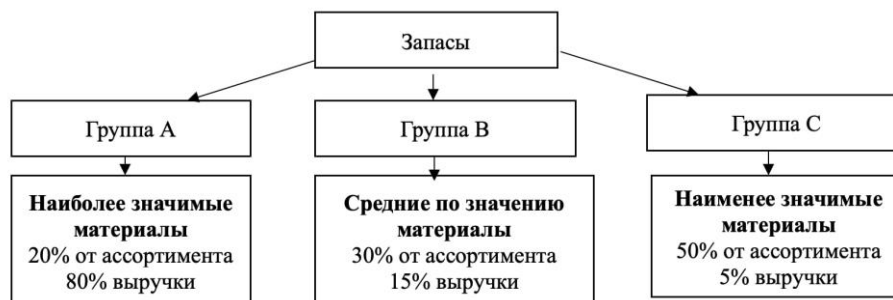 Запасы
Группа А
Группа В
Группа С
Наиболее значимые
материалы
20% от ассортимента
80% выручки
Средние по значению
материалы
30% от ассортимента
15% выручки
Наименее значимые
материалы
50% от ассортимента
5% выручки